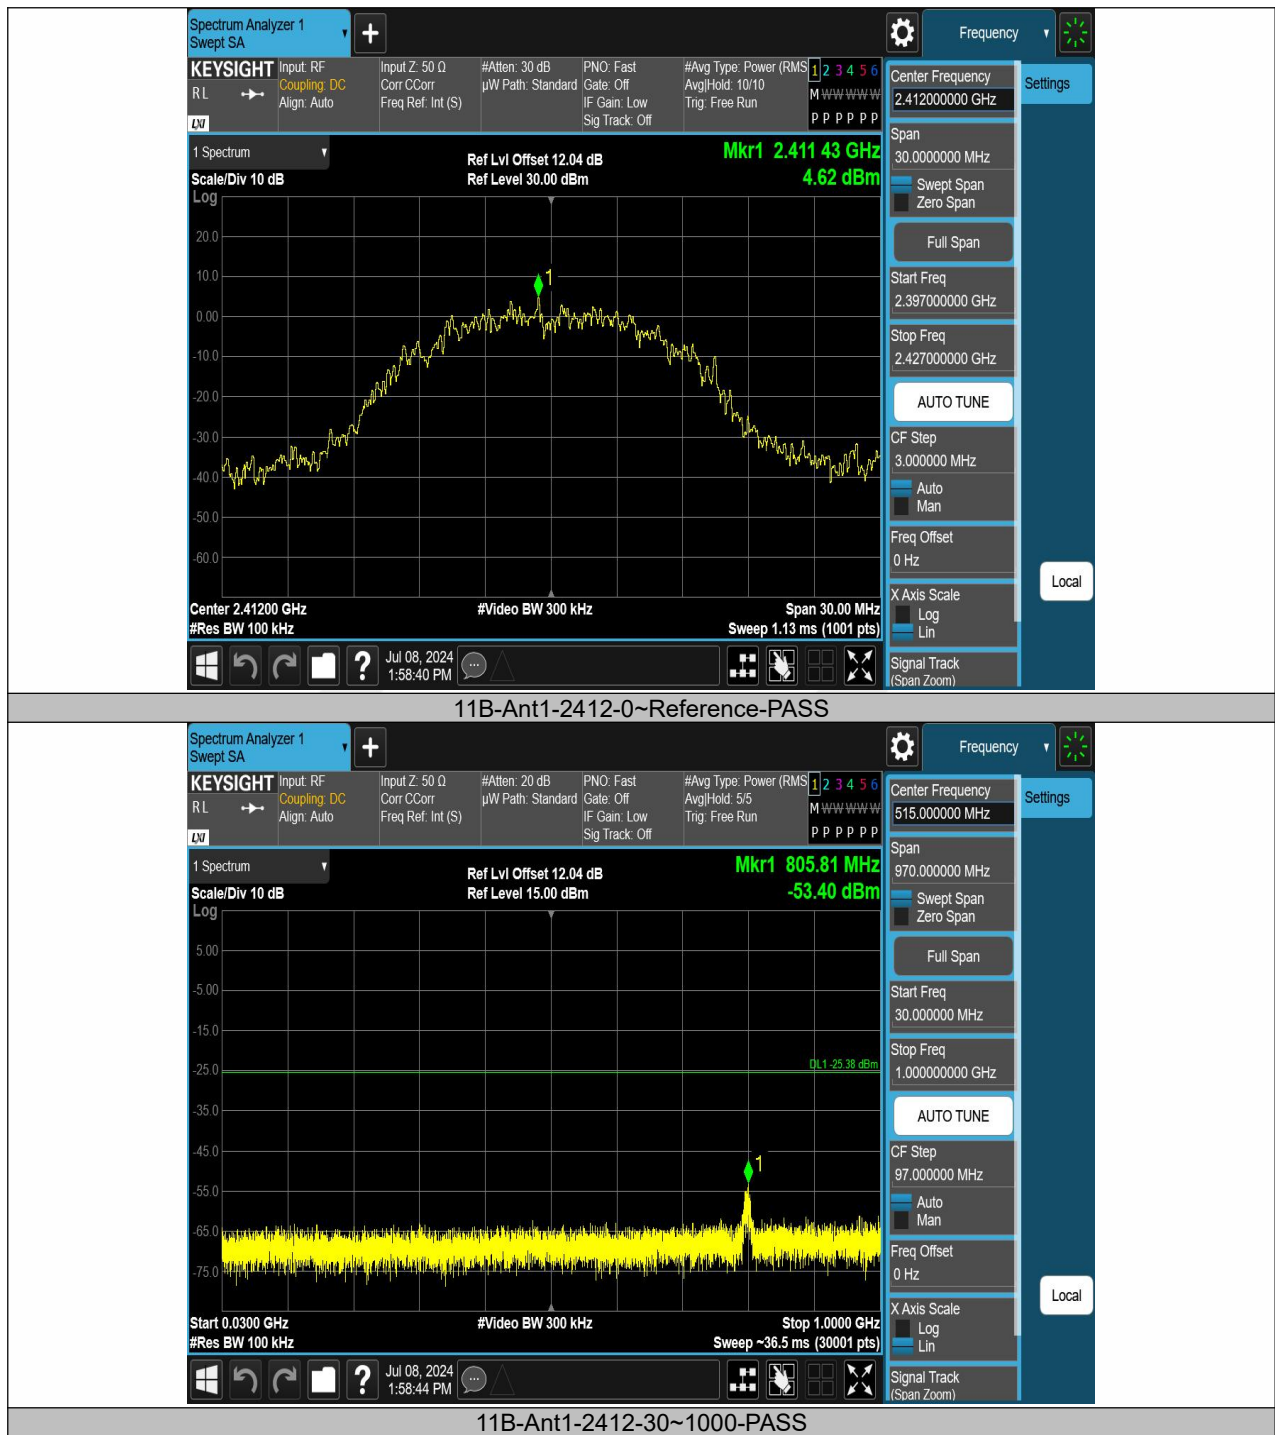 Spectrum Analyzer 1
Swept SA
Frequency
KEYSIGHT
R L
LXI
Input: RF
Coupling: DC
Align: Auto
Input Z: 50 Ω
Corr CCorr
Freq Ref: Int (S)
#Atten: 30 dB
µW Path: Standard
PNO: Fast
Gate: Off
IF Gain: Low
Sig Track: Off
#Avg Type: Power (RMS
Avg|Hold: 10/10
Trig: Free Run
1 2 3 4 5 6
M W W W W W
P P P P P P
1 Spectrum
Scale/Div 10 dB
Log
Ref Lvl Offset 12.04 dB
Ref Level 30.00 dBm
Mkr1 2.411 43 GHz
4.62 dBm
20.0
10.0
0.00
-10.0
-20.0
-30.0
-40.0
-50.0
-60.0
1
Center 2.41200 GHz
#Res BW 100 kHz
#Video BW 300 kHz
Span 30.00 MHz
Sweep 1.13 ms (1001 pts)
Jul 08, 2024
1:58:40 PM
Center Frequency
2.412000000 GHz
Settings
Span
30.0000000 MHz
Swept Span
Zero Span
Full Span
Start Freq
2.397000000 GHz
Stop Freq
2.427000000 GHz
AUTO TUNE
CF Step
3.000000 MHz
Auto
Man
Freq Offset
0 Hz
Local
X Axis Scale
Log
Lin
Signal Track
(Span Zoom)
11B-Ant1-2412-0~Reference-PASS
Spectrum Analyzer 1
Swept SA
Frequency
KEYSIGHT
R L
LXI
Input: RF
Coupling: DC
Align: Auto
Input Z: 50 Ω
Corr CCorr
Freq Ref: Int (S)
#Atten: 20 dB
µW Path: Standard
PNO: Fast
Gate: Off
IF Gain: Low
Sig Track: Off
#Avg Type: Power (RMS
Avg|Hold: 5/5
Trig: Free Run
1 2 3 4 5 6
M W W W W W
P P P P P P
1 Spectrum
Scale/Div 10 dB
Log
Ref Lvl Offset 12.04 dB
Ref Level 15.00 dBm
Mkr1 805.81 MHz
-53.40 dBm
5.00
-5.00
-15.0
-25.0
-35.0
-45.0
-55.0
-65.0
-75.0
DL1 -25.38 dBm
1
Start 0.0300 GHz
#Res BW 100 kHz
#Video BW 300 kHz
Stop 1.0000 GHz
Sweep ~36.5 ms (30001 pts)
Jul 08, 2024
1:58:44 PM
Center Frequency
515.000000 MHz
Settings
Span
970.000000 MHz
Swept Span
Zero Span
Full Span
Start Freq
30.000000 MHz
Stop Freq
1.000000000 GHz
AUTO TUNE
CF Step
97.000000 MHz
Auto
Man
Freq Offset
0 Hz
Local
X Axis Scale
Log
Lin
Signal Track
(Span Zoom)
11B-Ant1-2412-30~1000-PASS